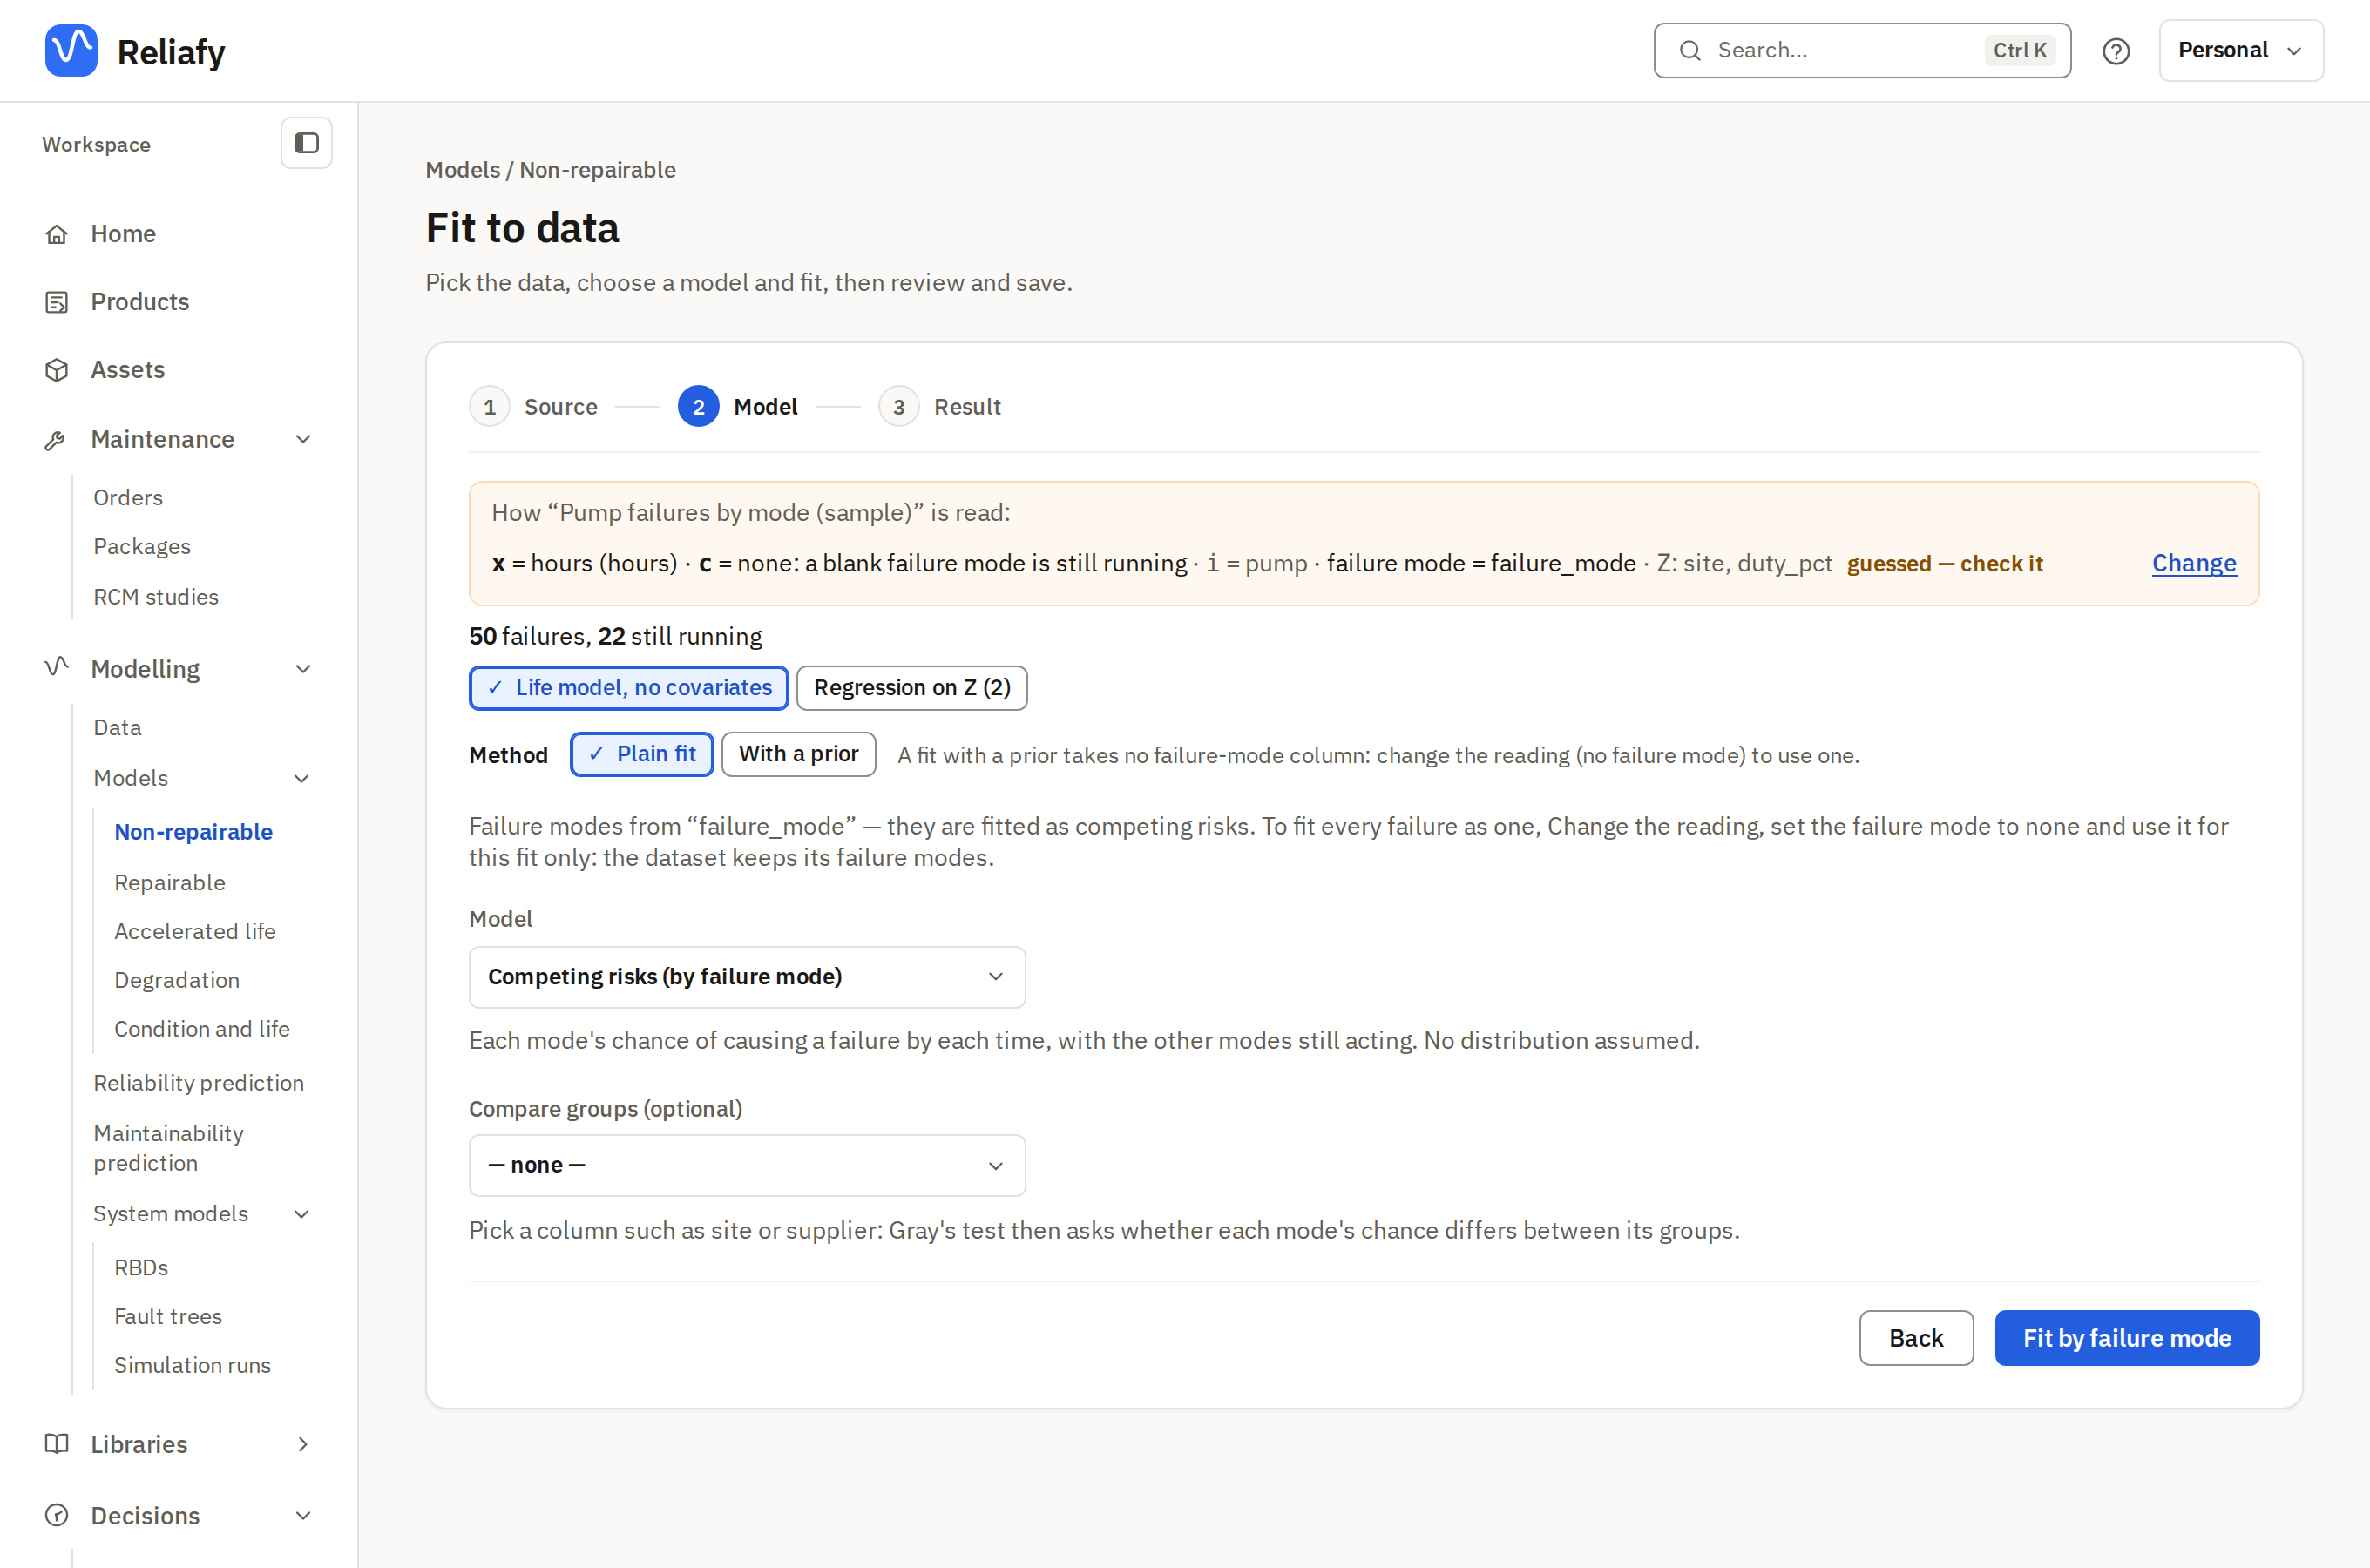 Reliafy
Search...
Ctrl K
Personal
Workspace
Home
Products
Assets
Maintenance
Orders
Packages
RCM studies
Modelling
Data
Models
Non-repairable
Repairable
Accelerated life
Degradation
Condition and life
Reliability prediction
Maintainability
prediction
System models
RBDs
Fault trees
Simulation runs
Libraries
Decisions
Models / Non-repairable
Fit to data
Pick the data, choose a model and fit, then review and save.
1 Source 2 Model 3 Result
How “Pump failures by mode (sample)” is read:
x = hours (hours) · c = none: a blank failure mode is still running · i = pump · failure mode = failure_mode · Z: site, duty_pct guessed — check it Change
50 failures, 22 still running
✓ Life model, no covariates Regression on Z (2)
Method ✓ Plain fit With a prior A fit with a prior takes no failure-mode column: change the reading (no failure mode) to use one.
Failure modes from “failure_mode” — they are fitted as competing risks. To fit every failure as one, Change the reading, set the failure mode to none and use it for
this fit only: the dataset keeps its failure modes.
Model
Competing risks (by failure mode)
Each mode's chance of causing a failure by each time, with the other modes still acting. No distribution assumed.
Compare groups (optional)
— none —
Pick a column such as site or supplier: Gray's test then asks whether each mode's chance differs between its groups.
Back Fit by failure mode